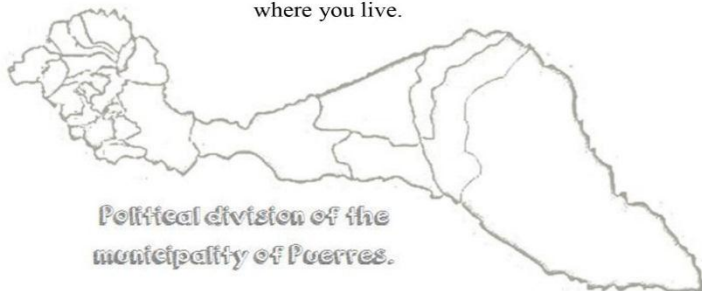 where you live.
Political division of the
municipality of Puerres.